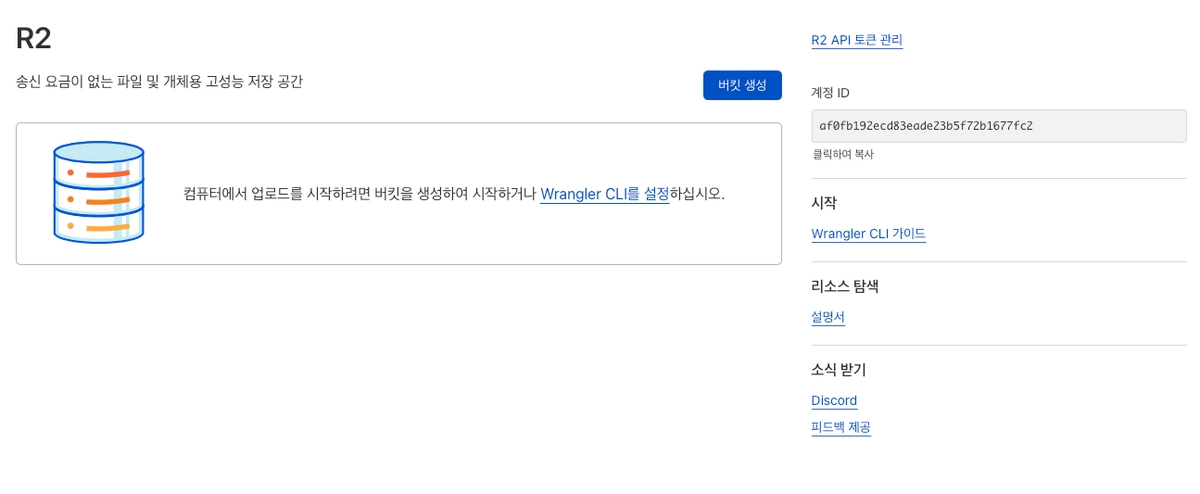 R2
송신 요금이 없는 파일 및 개체용 고성능 저장 공간
버킷 생성
컴퓨터에서 업로드를 시작하려면 버킷을 생성하여 시작하거나 Wrangler CLI를 설정하십시오.
R2 API 토큰 관리
계정 ID
af0fb192ecd83eade23b5f72b1677fc2
클릭하여 복사
시작
Wrangler CLI 가이드
리소스 탐색
설명서
소식 받기
Discord
피드백 제공